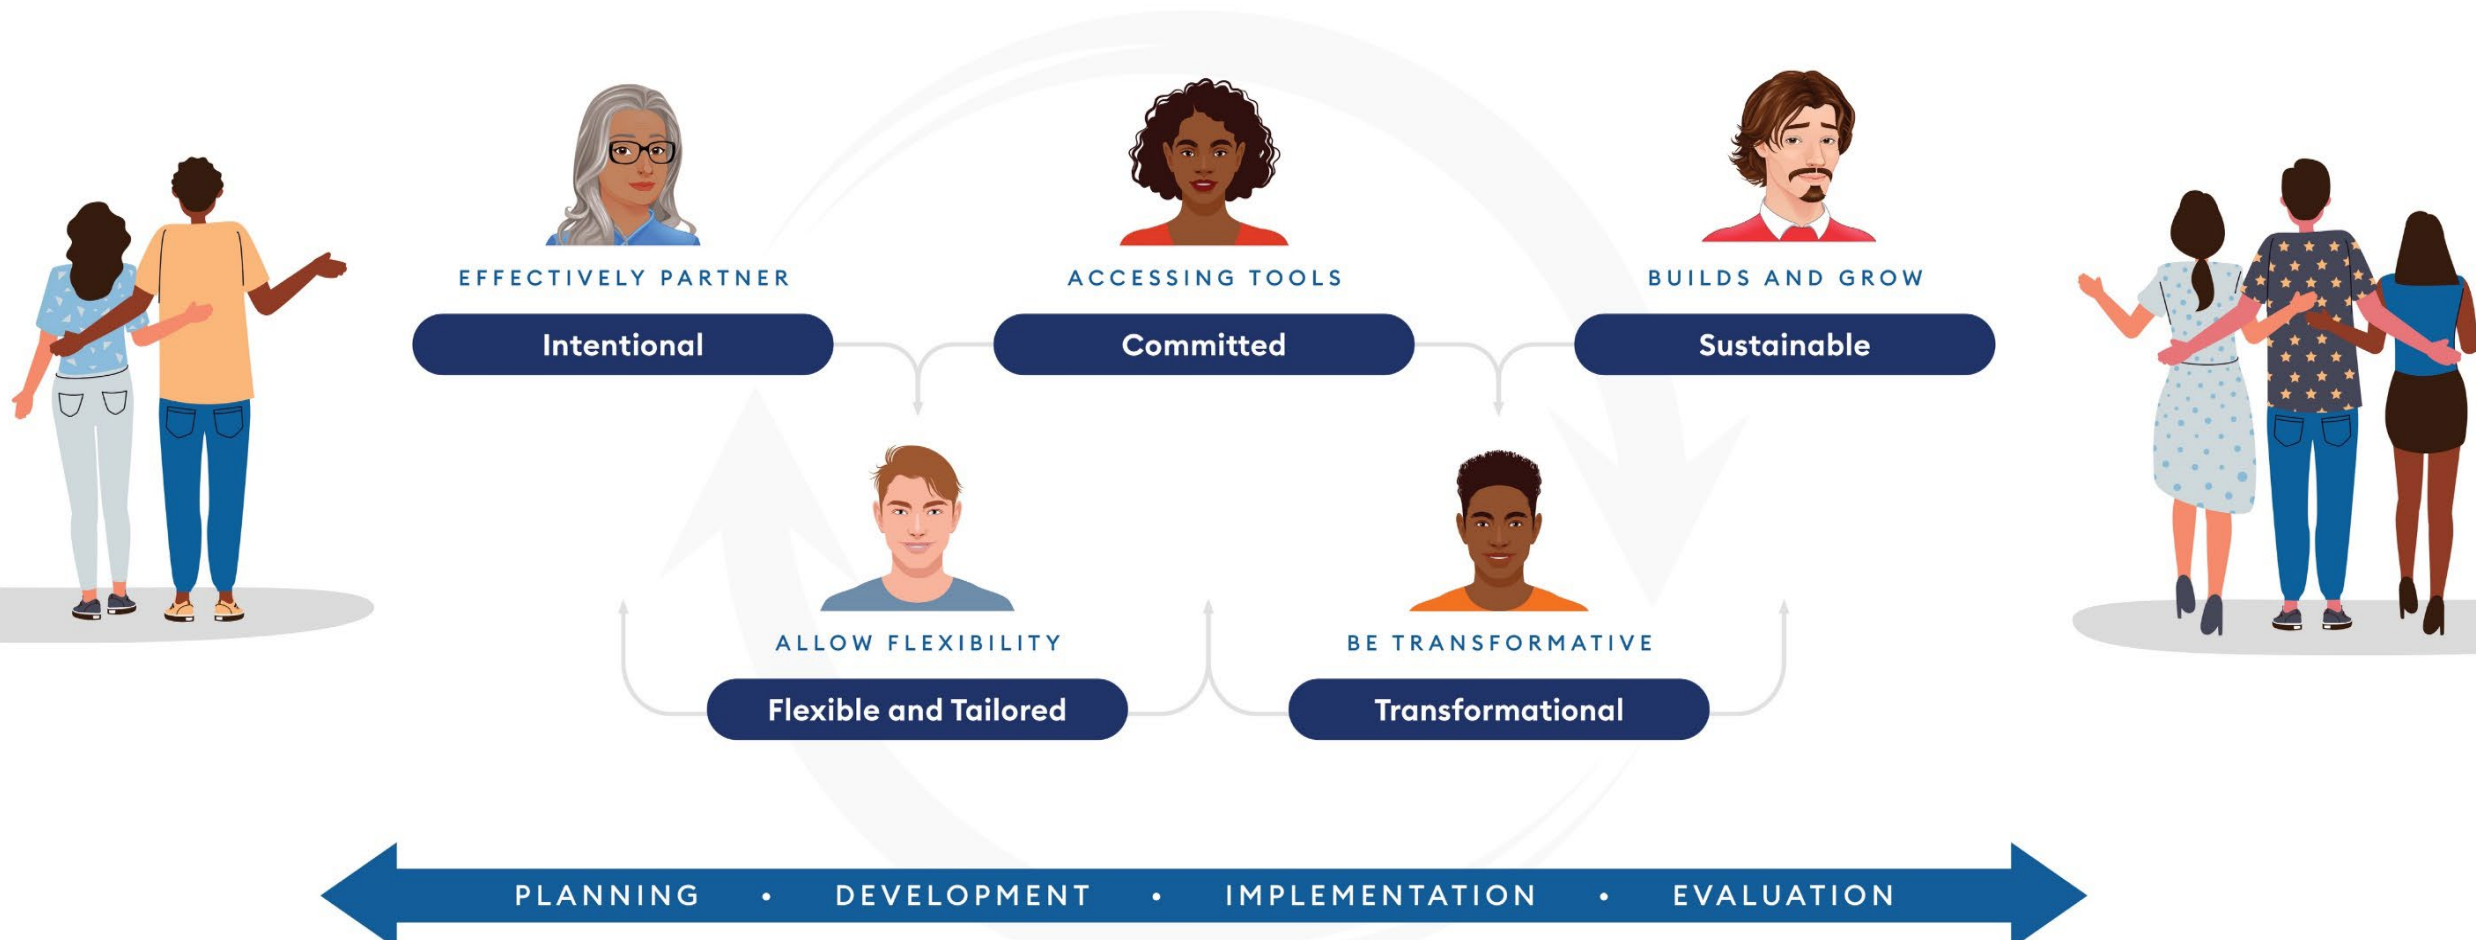 EFFECTIVELY PARTNER
Intentional
ACCESSING TOOLS
Committed
BUILDS AND GROW
Sustainable
ALLOW FLEXIBILITY
Flexible and Tailored
BE TRANSFORMATIVE
Transformational
PLANNING • DEVELOPMENT • IMPLEMENTATION • EVALUATION